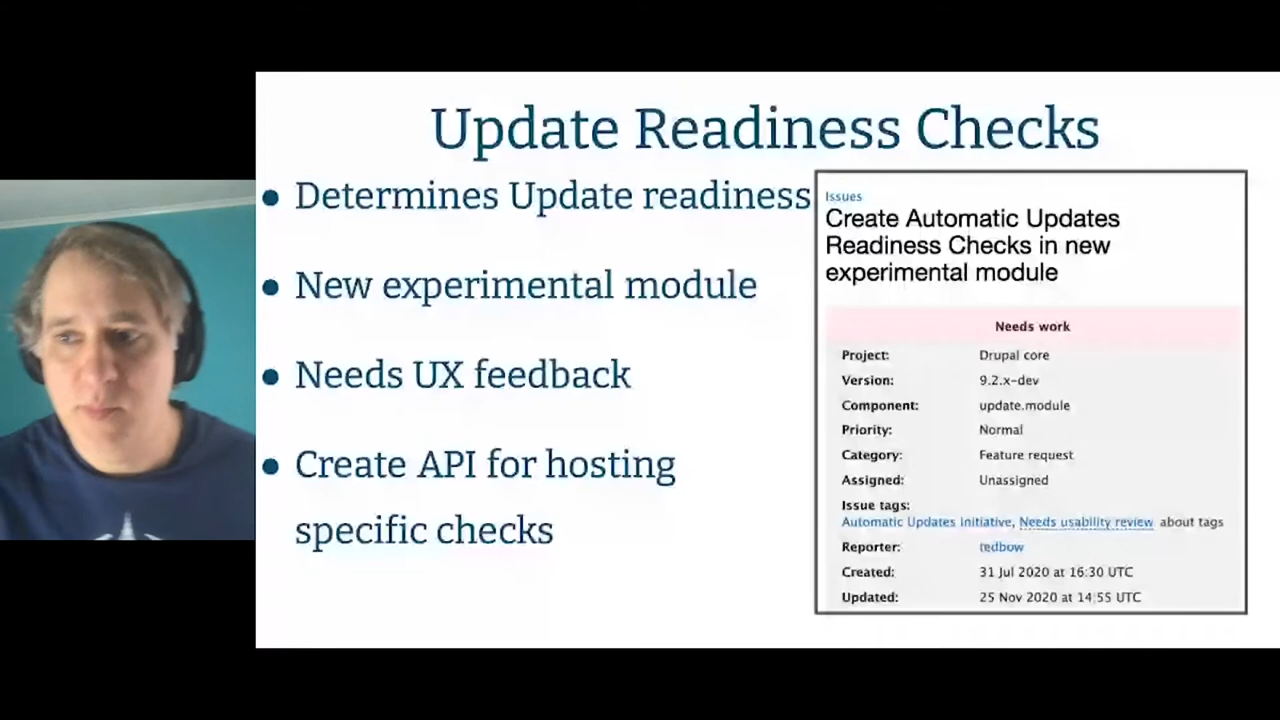 Update Readiness Checks
Determines Update readiness
New experimental module
Needs UX feedback
Create API for hosting
specific checks
Issues
Create Automatic Updates
Readiness Checks in new
experimental module
Needs work
Project: Drupal core
Version: 9.2.x-dev
Component: update.module
Priority: Normal
Category: Feature request
Assigned: Unassigned
Issue tags:
Automatic Updates Initiative, Needs usability review about tags
Reporter: tedbow
Created: 31 Jul 2020 at 16:30 UTC
Updated: 25 Nov 2020 at 14:55 UTC